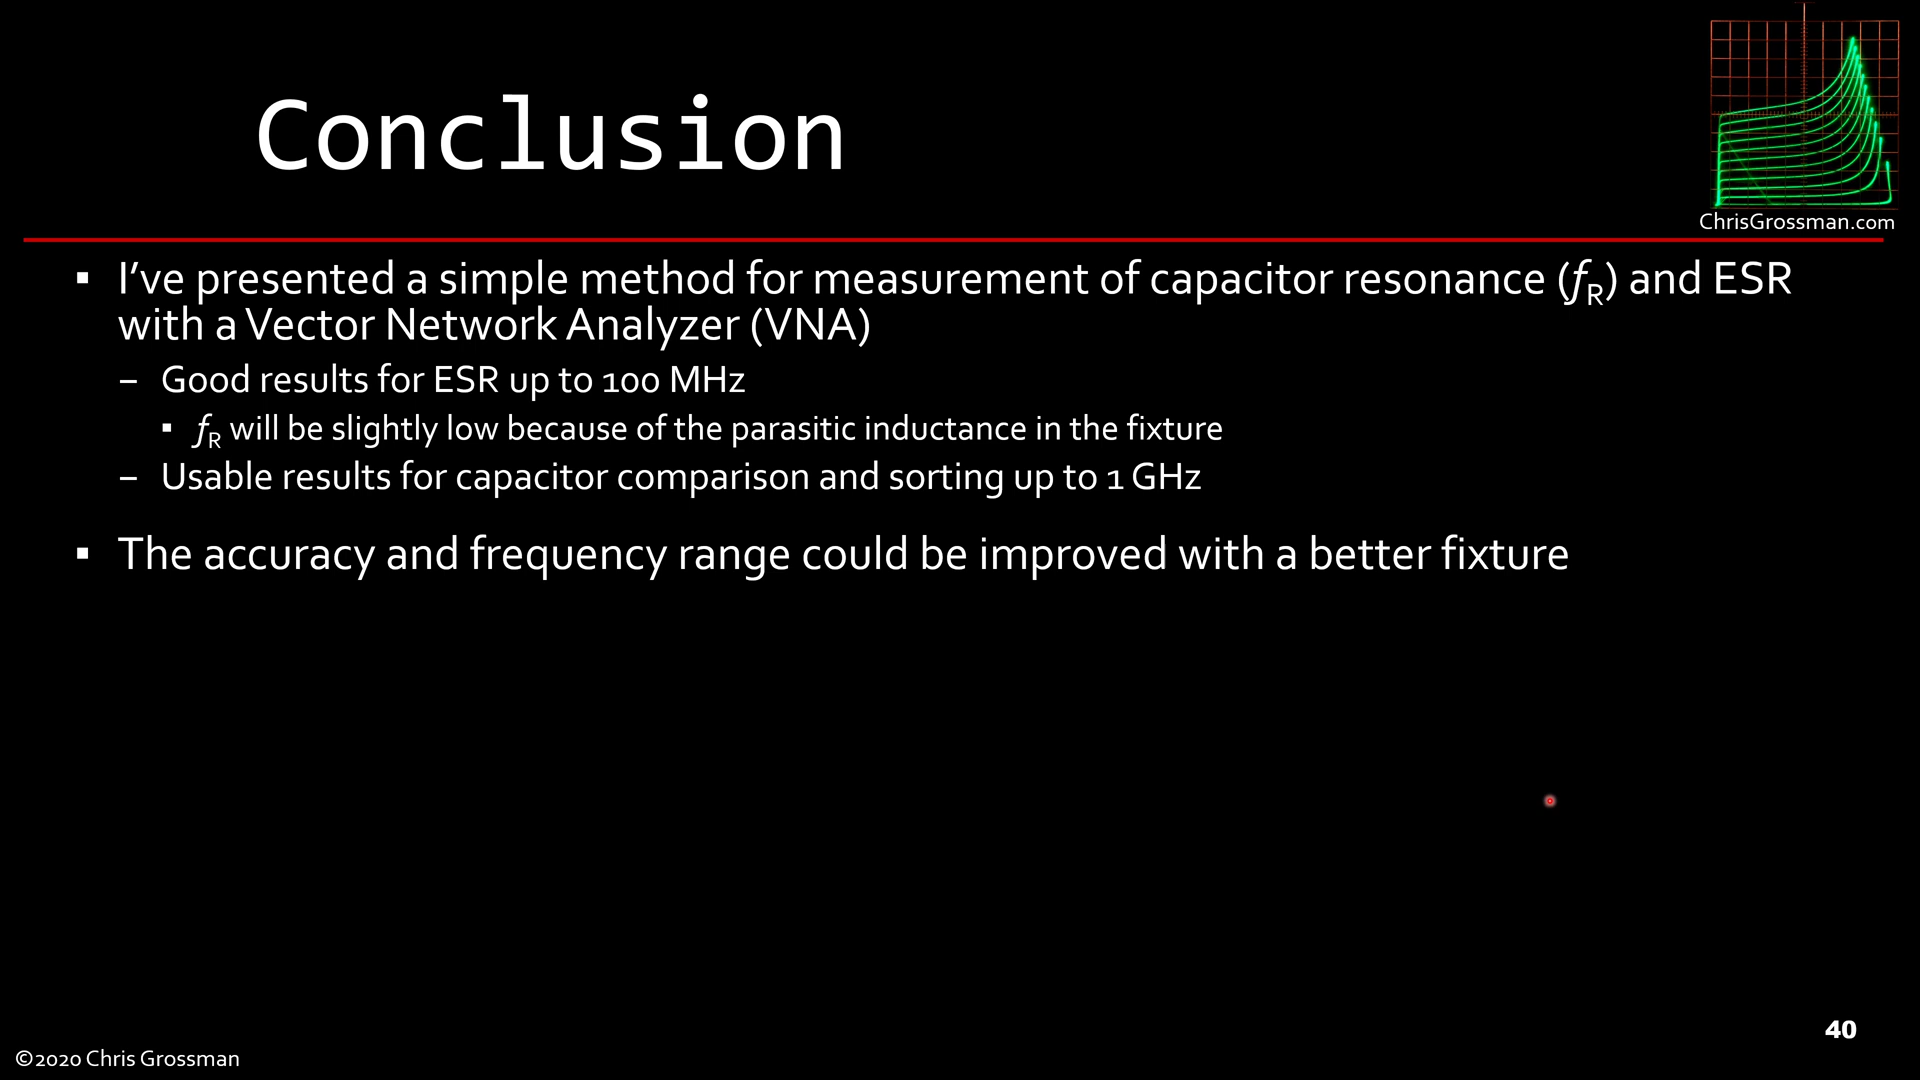 Conclusion
ChrisGrossman.com
▪ I’ve presented a simple method for measurement of capacitor resonance (fR) and ESR
with a Vector Network Analyzer (VNA)
– Good results for ESR up to 100 MHz
▪ fR will be slightly low because of the parasitic inductance in the fixture
– Usable results for capacitor comparison and sorting up to 1 GHz
▪ The accuracy and frequency range could be improved with a better fixture
40
©2020 Chris Grossman